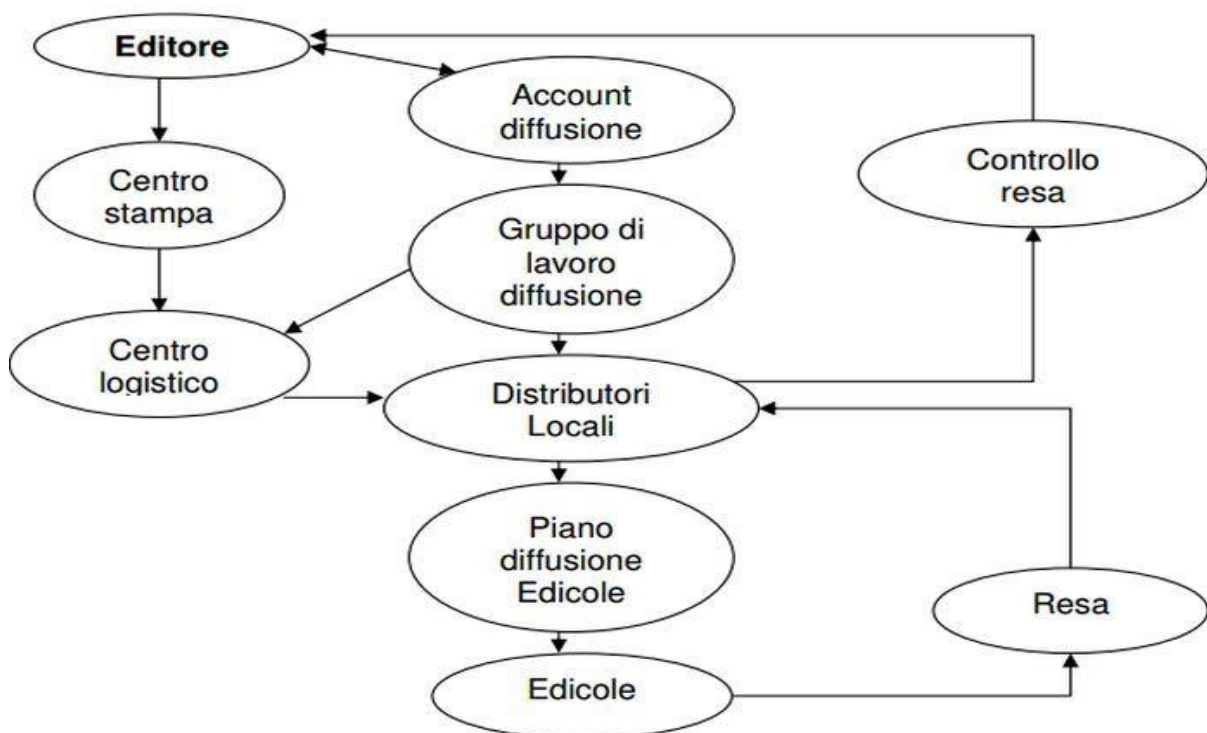 Editore
Account
diffusione
Controllo
resa
Centro
stampa
Gruppo di
lavoro
diffusione
Centro
logistico
Distributori
Locali
Piano
diffusione
Edicole
Resa
Edicole